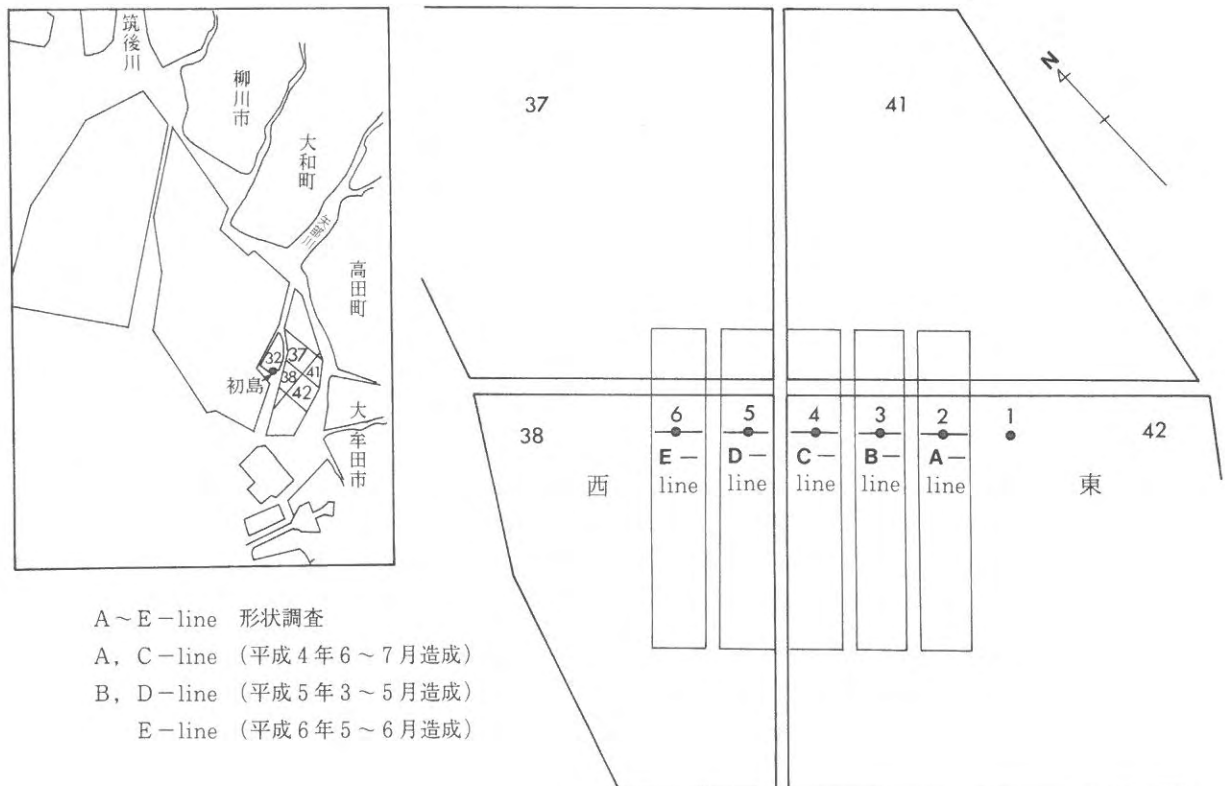 筑後川
柳川市
大和町
矢部川
高田町
32
37
38
41
42
初島
大牟田市
37
41
N
38
6
5
4
3
2
1
42
E－
line
D－
line
C－
line
B－
line
A－
line
西
東
A～E－line 形状調査
A, C－line （平成4年6～7月造成）
B, D－line （平成5年3～5月造成）
E－line （平成6年5～6月造成）